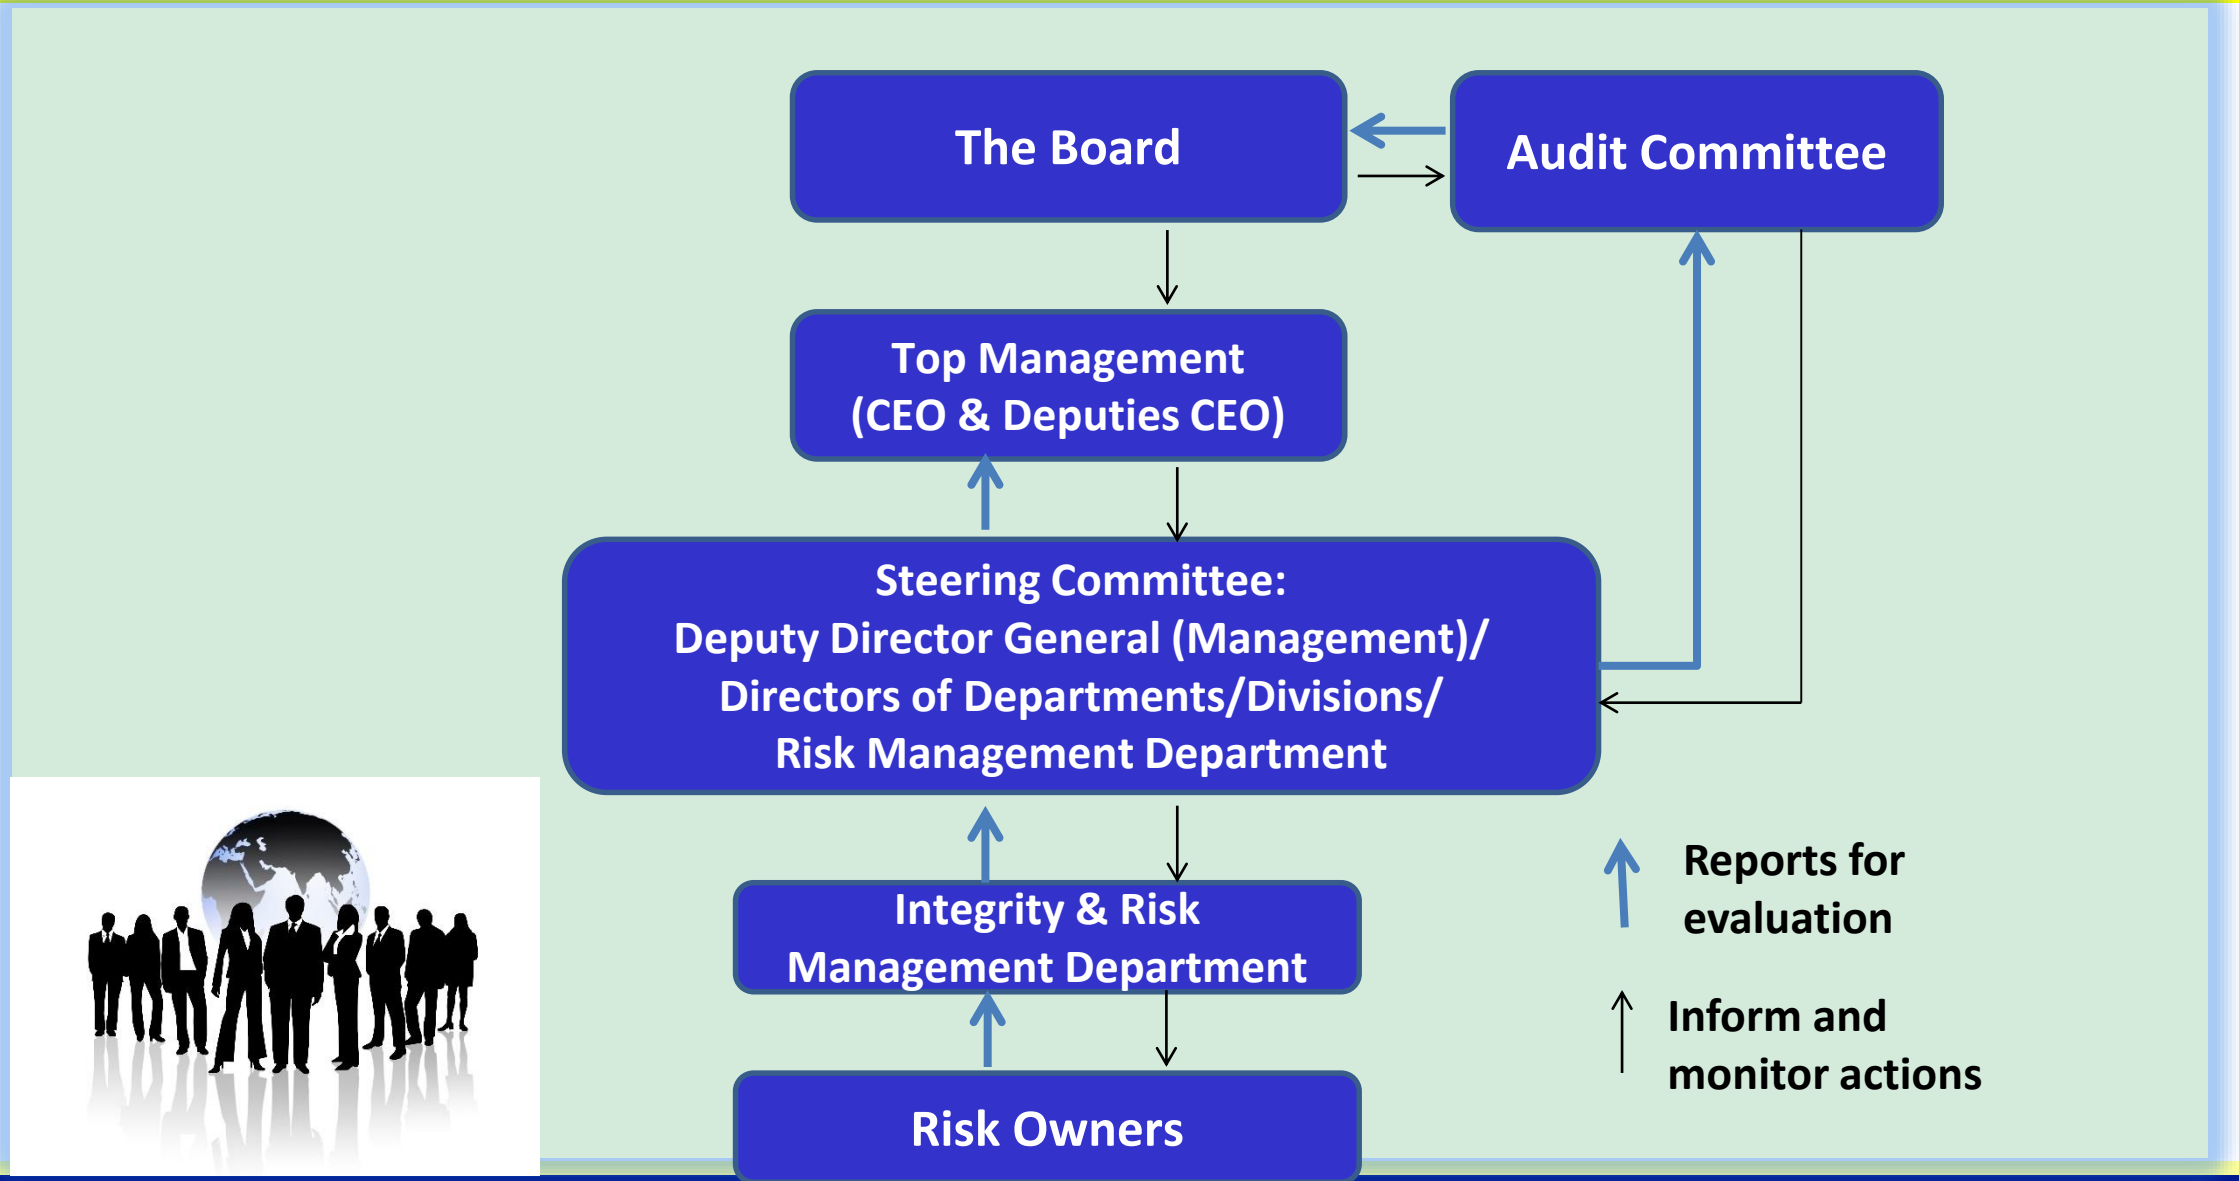 The Board
Audit Committee
Top Management
(CEO & Deputies CEO)
Steering Committee:
Deputy Director General (Management)/
Directors of Departments/Divisions/
Risk Management Department
Integrity & Risk
Management Department
Risk Owners
Reports for
evaluation
Inform and
monitor actions